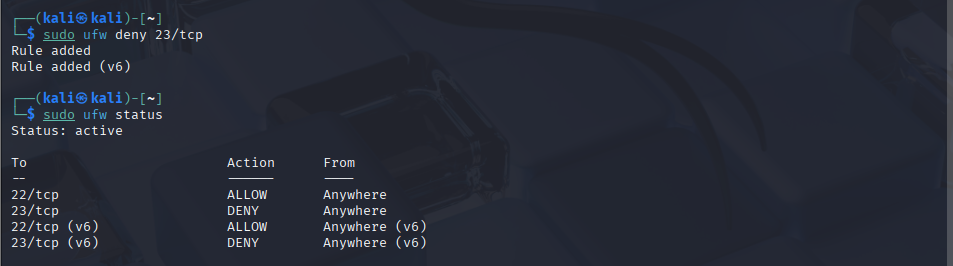 ┌──(kali㉿kali)-[~]
└─$ sudo ufw deny 23/tcp
Rule added
Rule added (v6)
┌──(kali㉿kali)-[~]
└─$ sudo ufw status
Status: active
To                         Action      From
--                         ------      ----
22/tcp                     ALLOW       Anywhere
23/tcp                     DENY        Anywhere
22/tcp (v6)                ALLOW       Anywhere (v6)
23/tcp (v6)                DENY        Anywhere (v6)